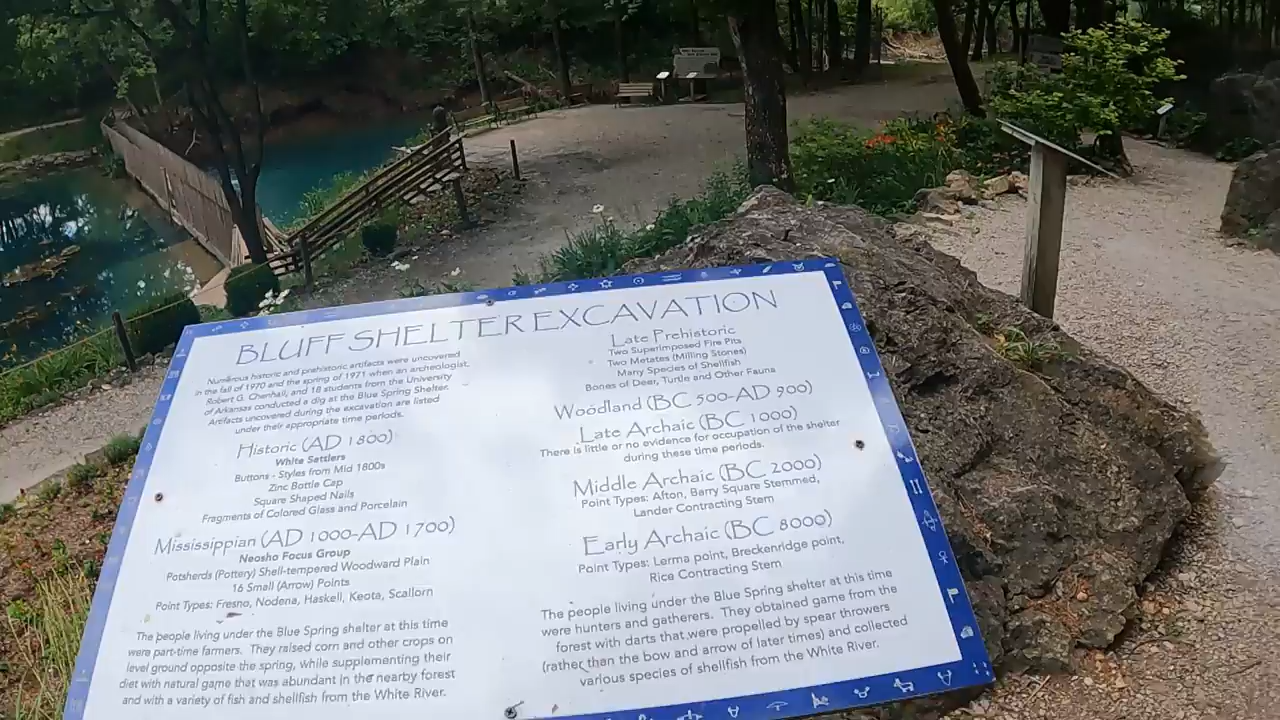 BLUFF SHELTER EXCAVATION
Numerous historic and prehistoric artifacts were uncovered
in the fall of 1970 and the spring of 1971 when an archeologist,
Robert G. Chenhall, and 18 students from the University
of Arkansas conducted a dig at the Blue Spring Shelter.
Artifacts uncovered during the excavation are listed
under their appropriate time periods.
Historic (AD 1800)
White Settlers
Buttons - Styles from Mid 1800s
Zinc Bottle Cap
Square Shaped Nails
Fragments of Colored Glass and Porcelain
Mississippian (AD 1000-AD 1700)
Neosho Focus Group
Potsherds (Pottery) Shell-tempered Woodward Plain
16 Small (Arrow) Points
Point Types: Fresno, Nodena, Haskell, Keota, Scallorn
The people living under the Blue Spring shelter at this time
were part-time farmers. They raised corn and other crops on
level ground opposite the spring, while supplementing their
diet with natural game that was abundant in the nearby forest
and with a variety of fish and shellfish from the White River.
Late Prehistoric
Two Superimposed Fire Pits
Two Metates (Milling Stones)
Many Species of Shellfish
Bones of Deer, Turtle and Other Fauna
Woodland (BC 500-AD 900)
Late Archaic (BC 1000)
There is little or no evidence for occupation of the shelter
during these time periods.
Middle Archaic (BC 2000)
Point Types: Afton, Barry Square Stemmed,
Lander Contracting Stem
Early Archaic (BC 8000)
Point Types: Lerma point, Breckenridge point,
Rice Contracting Stem
The people living under the Blue Spring shelter at this time
were hunters and gatherers. They obtained game from the
forest with darts that were propelled by spear throwers
(rather than the bow and arrow of later times) and collected
various species of shellfish from the White River.